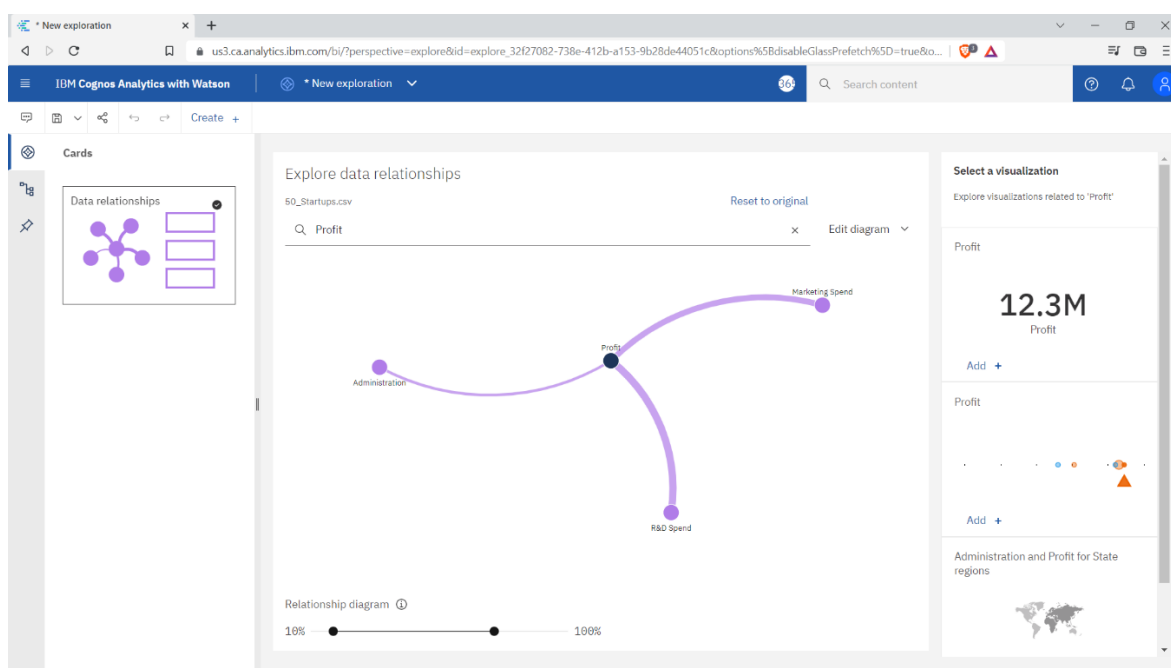 * New exploration
us3.ca.analytics.ibm.com/bi/?perspective=explore&id=explore_32f27082-738e-412b-a153-9b28de44051c&options%5BdisableGlassPrefetch%5D=true&o...
IBM Cognos Analytics with Watson
* New exploration
Search content
Create +
Cards
Data relationships
Explore data relationships
50_Startups.csv
Reset to original
Profit
Edit diagram
Marketing Spend
Profit
Administration
R&D Spend
Relationship diagram
10%
100%
Select a visualization
Explore visualizations related to 'Profit'
Profit
12.3M
Profit
Add +
Profit
Add +
Administration and Profit for State
regions